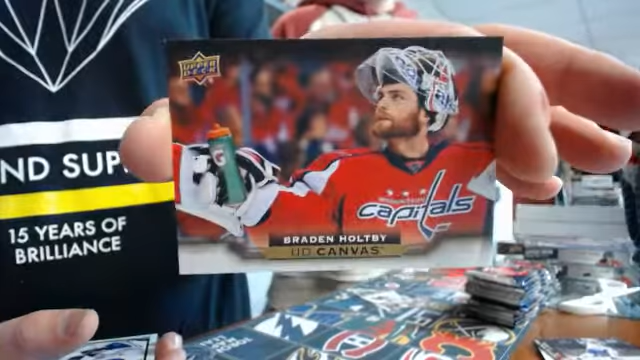 UPPER
DECK
G
capitals
BRADEN HOLTBY
UD CANVAS
ND SUP
15 YEARS OF
BRILLIANCE